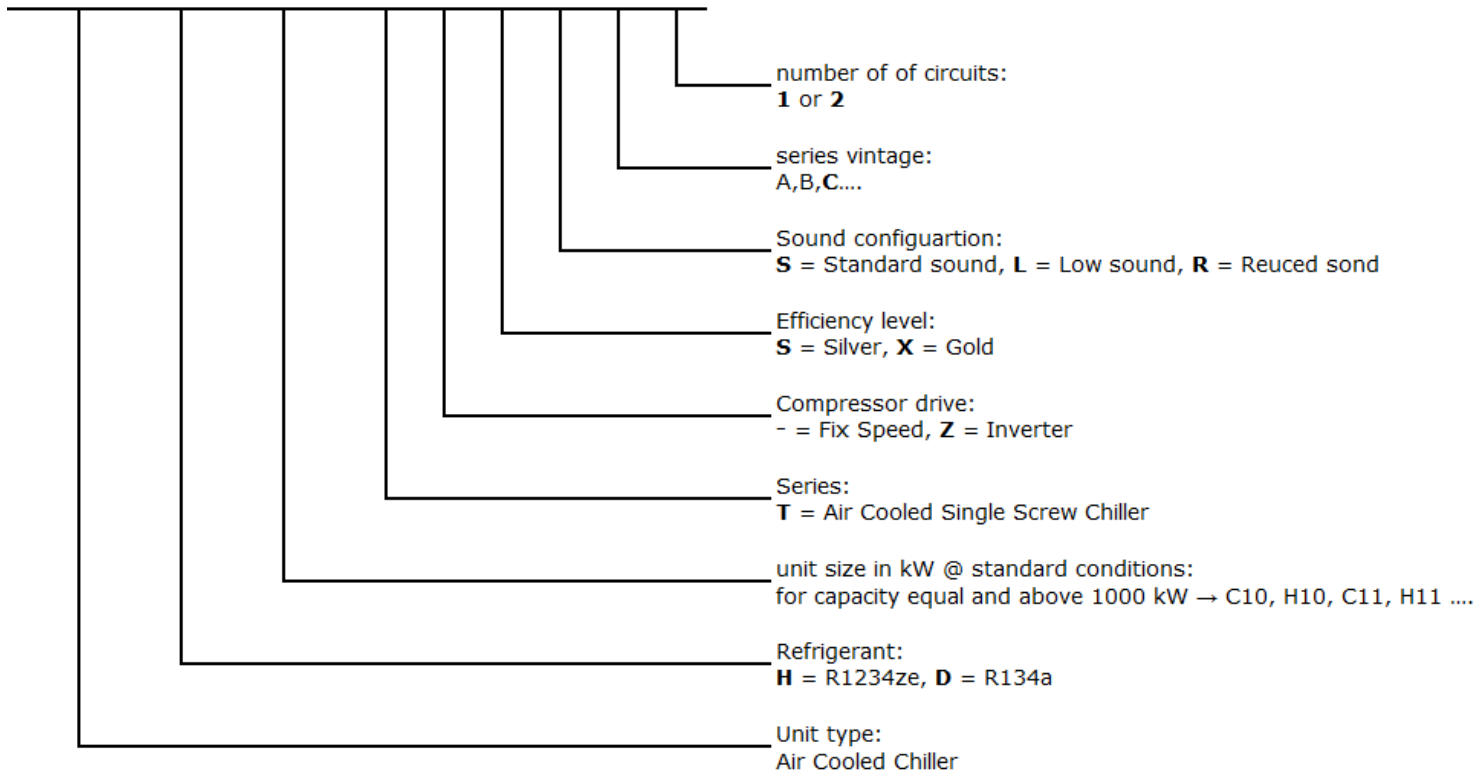 number of of circuits:
1 or 2
series vintage:
A,B,C....
Sound configuartion:
S = Standard sound, L = Low sound, R = Reuced sond
Efficiency level:
S = Silver, X = Gold
Compressor drive:
- = Fix Speed, Z = Inverter
Series:
T = Air Cooled Single Screw Chiller
unit size in kW @ standard conditions:
for capacity equal and above 1000 kW → C10, H10, C11, H11 ....
Refrigerant:
H = R1234ze, D = R134a
Unit type:
Air Cooled Chiller